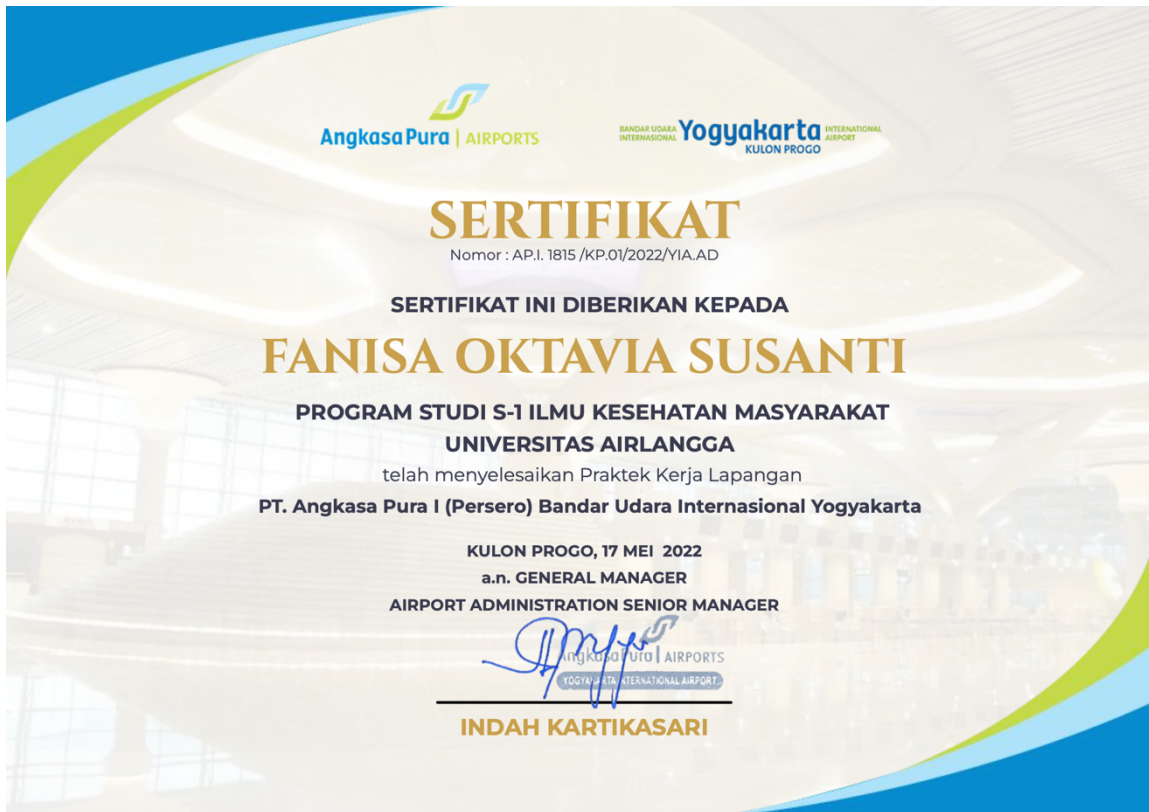 Angkasa Pura | AIRPORTS
BANDAR UDARA INTERNASIONAL Yogyakarta INTERNATIONAL AIRPORT
KULON PROGO
SERTIFIKAT
Nomor : AP.I. 1815 /KP.01/2022/YIA.AD
SERTIFIKAT INI DIBERIKAN KEPADA
FANISA OKTAVIA SUSANTI
PROGRAM STUDI S-1 ILMU KESEHATAN MASYARAKAT
UNIVERSITAS AIRLANGGA
telah menyelesaikan Praktek Kerja Lapangan
PT. Angkasa Pura I (Persero) Bandar Udara Internasional Yogyakarta
KULON PROGO, 17 MEI 2022
a.n. GENERAL MANAGER
AIRPORT ADMINISTRATION SENIOR MANAGER
Angkasa Pura | AIRPORTS
YOGYAKARTA INTERNATIONAL AIRPORT
INDAH KARTIKASARI